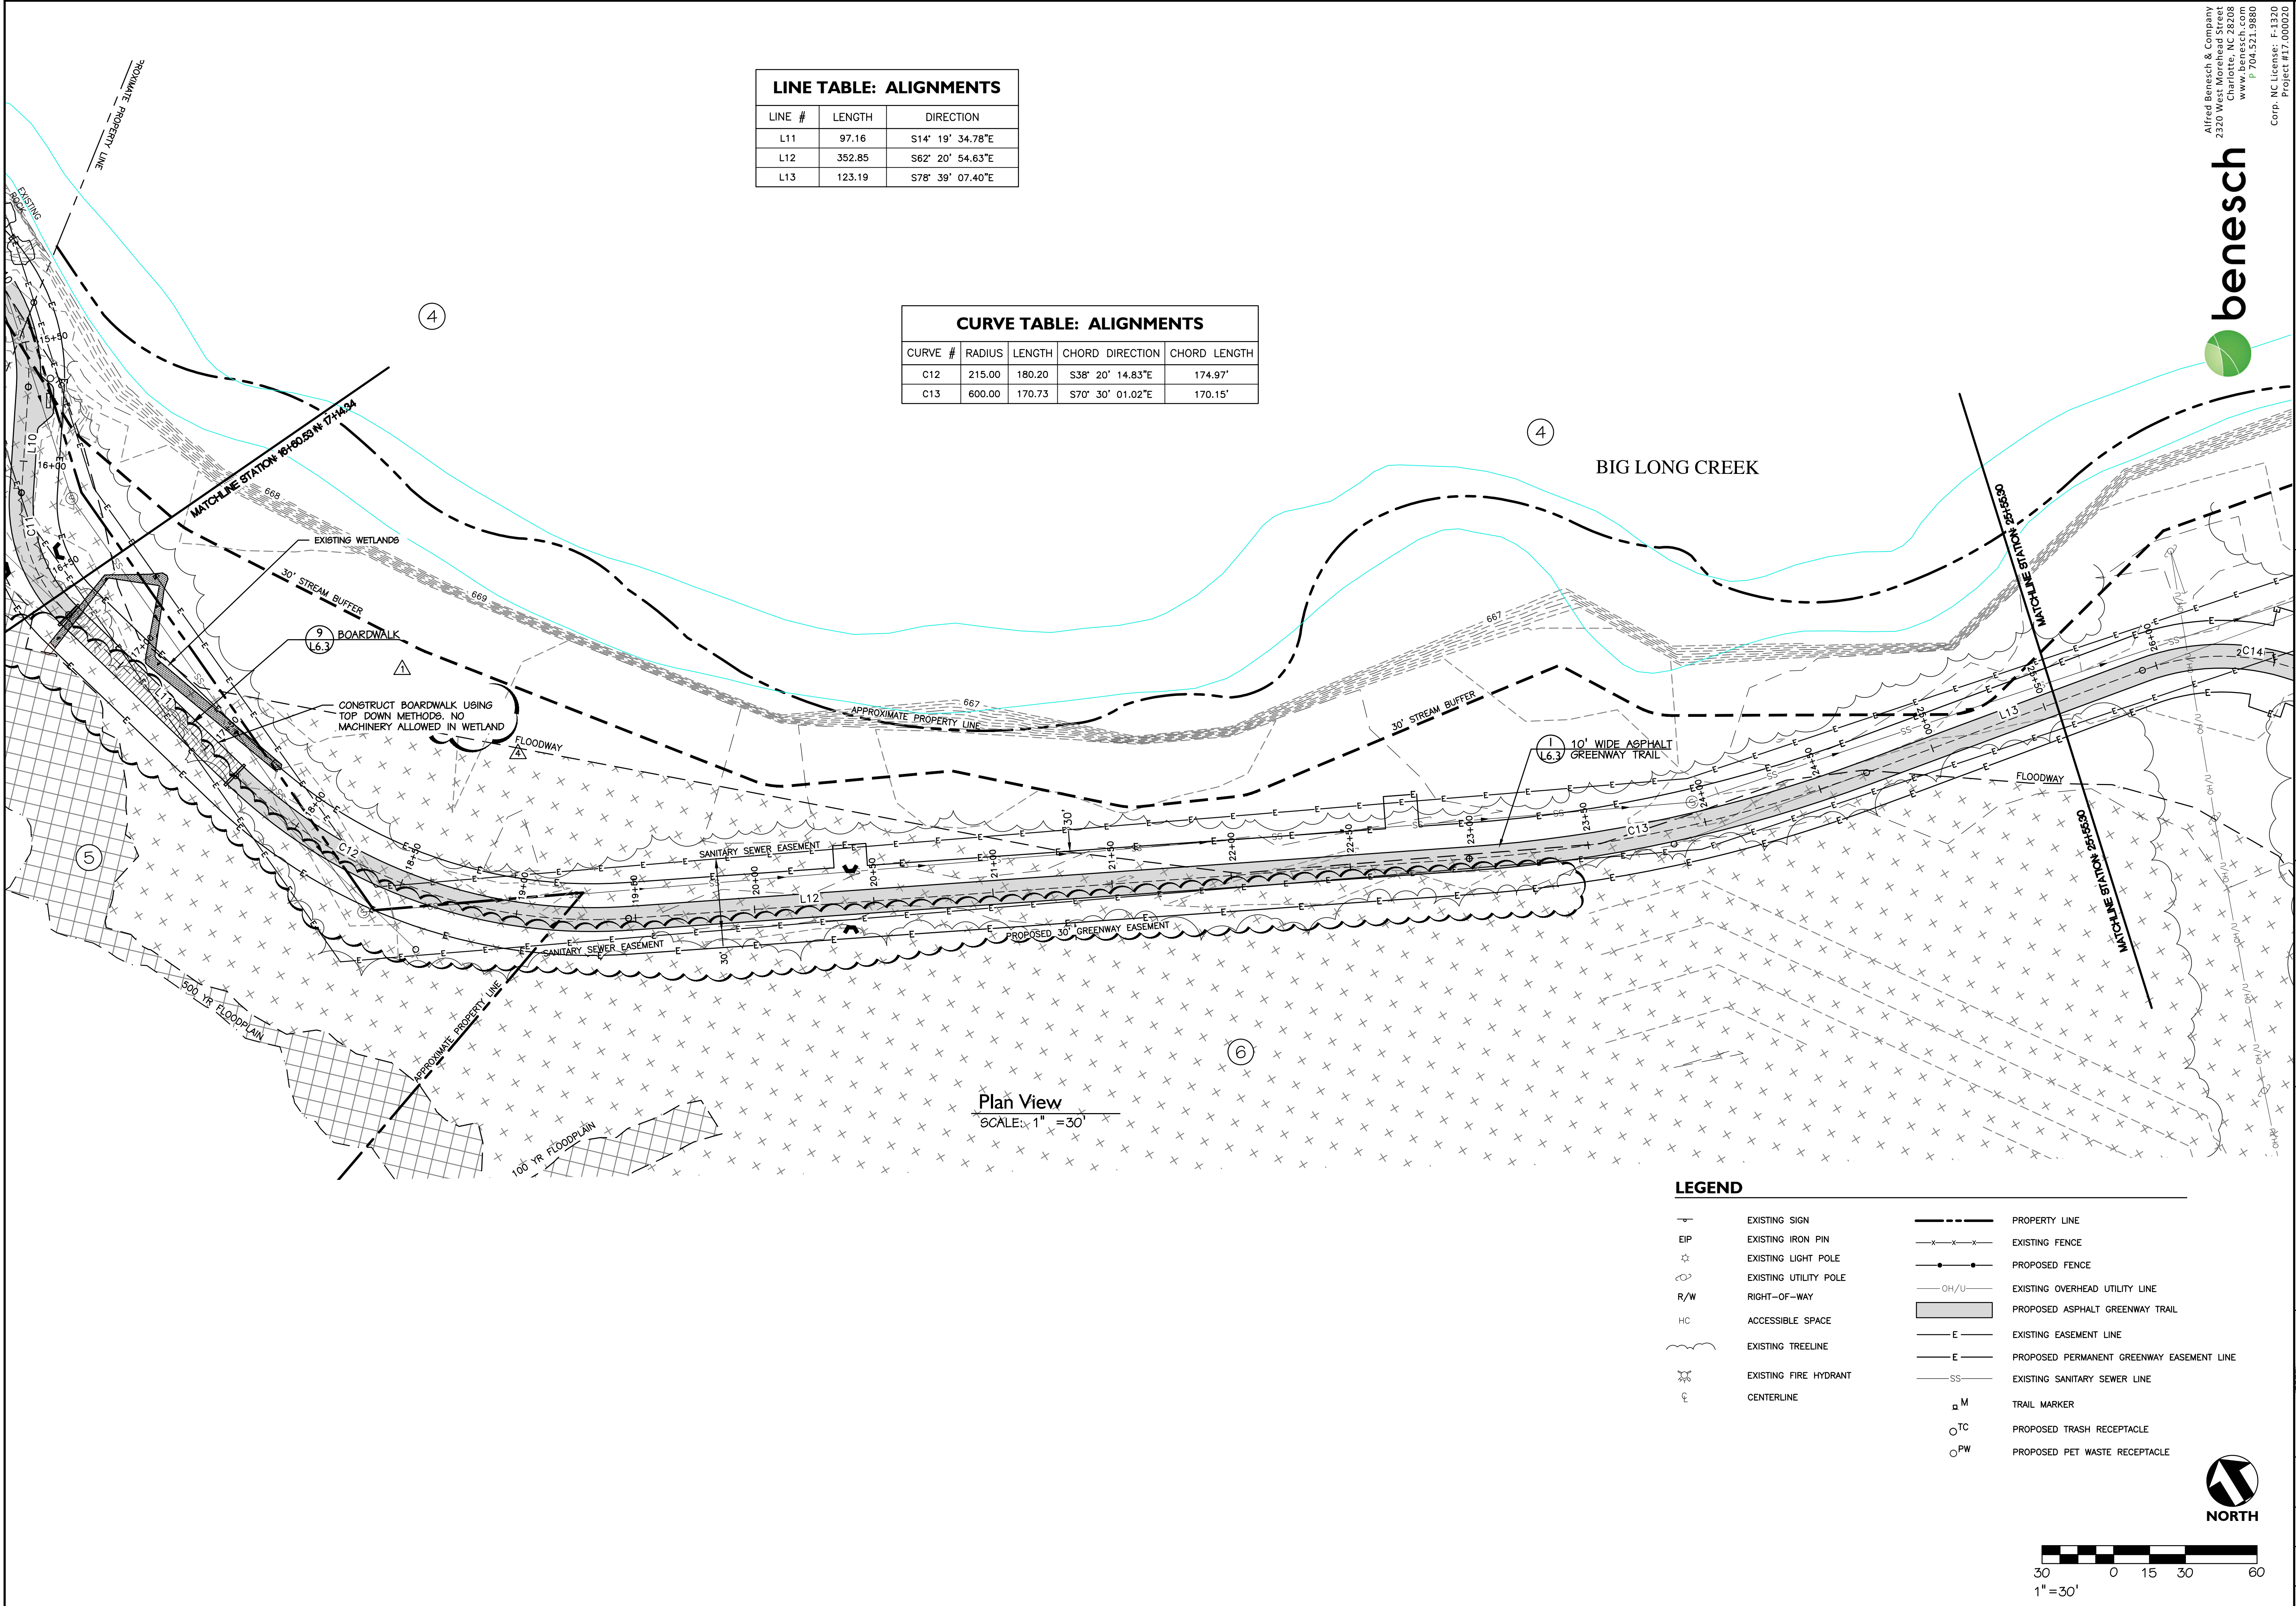 Alfred Benesch & Company
2320 West Morehead Street
Charlotte, NC 28208
www.benesch.com
P 704.521.9880
Corp. NC License: F-1320
Project #17.000020
benesch
LINE TABLE: ALIGNMENTS
LINE # LENGTH DIRECTION
L11 97.16 S14° 19' 34.78"E
L12 352.85 S62° 20' 54.63"E
L13 123.19 S78° 39' 07.40"E
CURVE TABLE: ALIGNMENTS
CURVE # RADIUS LENGTH CHORD DIRECTION CHORD LENGTH
C12 215.00 180.20 S38° 20' 14.83"E 174.97'
C13 600.00 170.73 S70° 30' 01.02"E 170.15'
PROXIMATE PROPERTY LINE
EXISTING
ROCK
4
4
BIG LONG CREEK
15+50
L10
16+00
C11
16+50
668
669
667
667
EXISTING WETLANDS
30' STREAM BUFFER
9
L6.3
BOARDWALK
1
CONSTRUCT BOARDWALK USING
TOP DOWN METHODS. NO
MACHINERY ALLOWED IN WETLAND
4
FLOODWAY
17+00
L11
18+00
C12
18+50
APPROXIMATE PROPERTY LINE
30' STREAM BUFFER
1
L6.3
10' WIDE ASPHALT
GREENWAY TRAIL
SANITARY SEWER EASEMENT
30'
19+00
19+50
20+00
L12
20+50
21+00
21+50
22+00
22+50
23+00
23+50
C13
24+00
24+50
25+00
L13
25+50
26+00
C14
FLOODWAY
SANITARY SEWER EASEMENT
30'
PROPOSED 30' GREENWAY EASEMENT
5
500 YR FLOODPLAIN
APPROXIMATE PROPERTY LINE
100 YR FLOODPLAIN
6
Plan View
SCALE: 1" =30'
LEGEND
EXISTING SIGN
EIP EXISTING IRON PIN
EXISTING LIGHT POLE
EXISTING UTILITY POLE
R/W RIGHT-OF-WAY
HC ACCESSIBLE SPACE
EXISTING TREELINE
EXISTING FIRE HYDRANT
CENTERLINE
PROPERTY LINE
X X X EXISTING FENCE
PROPOSED FENCE
OH/U EXISTING OVERHEAD UTILITY LINE
PROPOSED ASPHALT GREENWAY TRAIL
E EXISTING EASEMENT LINE
E PROPOSED PERMANENT GREENWAY EASEMENT LINE
SS EXISTING SANITARY SEWER LINE
M TRAIL MARKER
TC PROPOSED TRASH RECEPTACLE
PW PROPOSED PET WASTE RECEPTACLE
NORTH
30 0 15 30 60
1"=30'